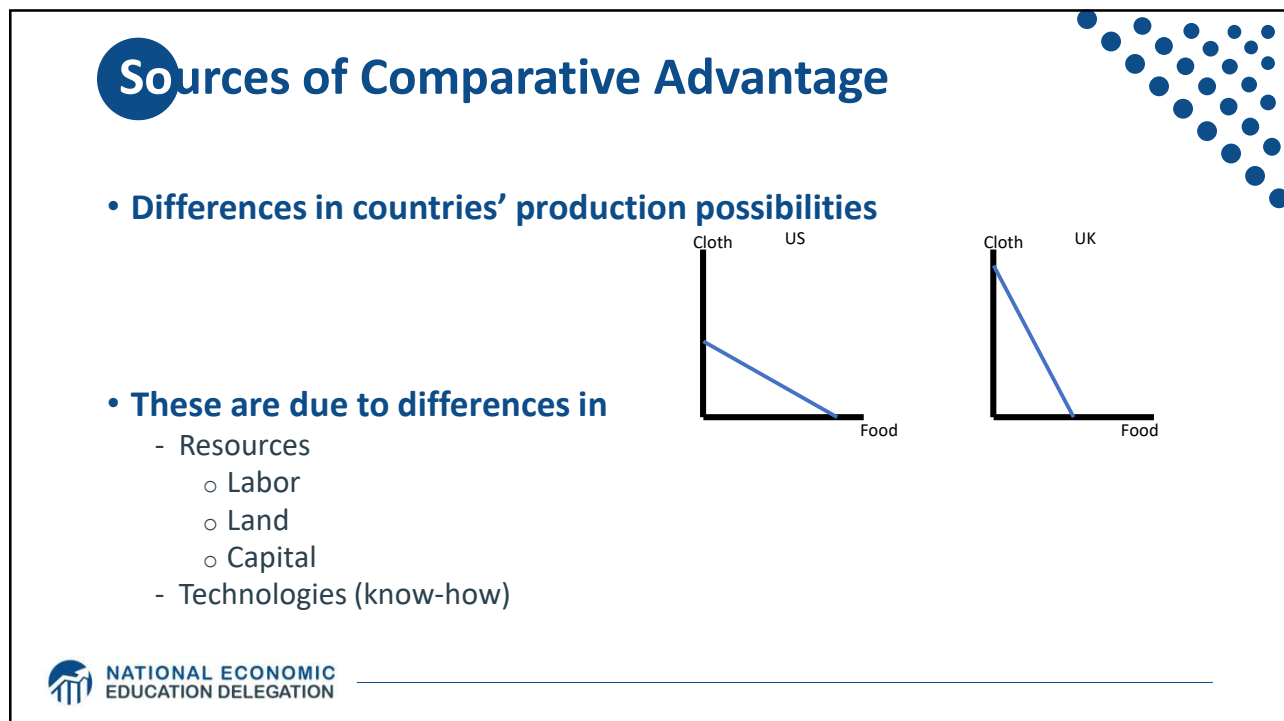 Sources of Comparative Advantage
• Differences in countries’ production possibilities
Cloth US
Food
Cloth UK
Food
• These are due to differences in
- Resources
o Labor
o Land
o Capital
- Technologies (know-how)
NATIONAL ECONOMIC
EDUCATION DELEGATION